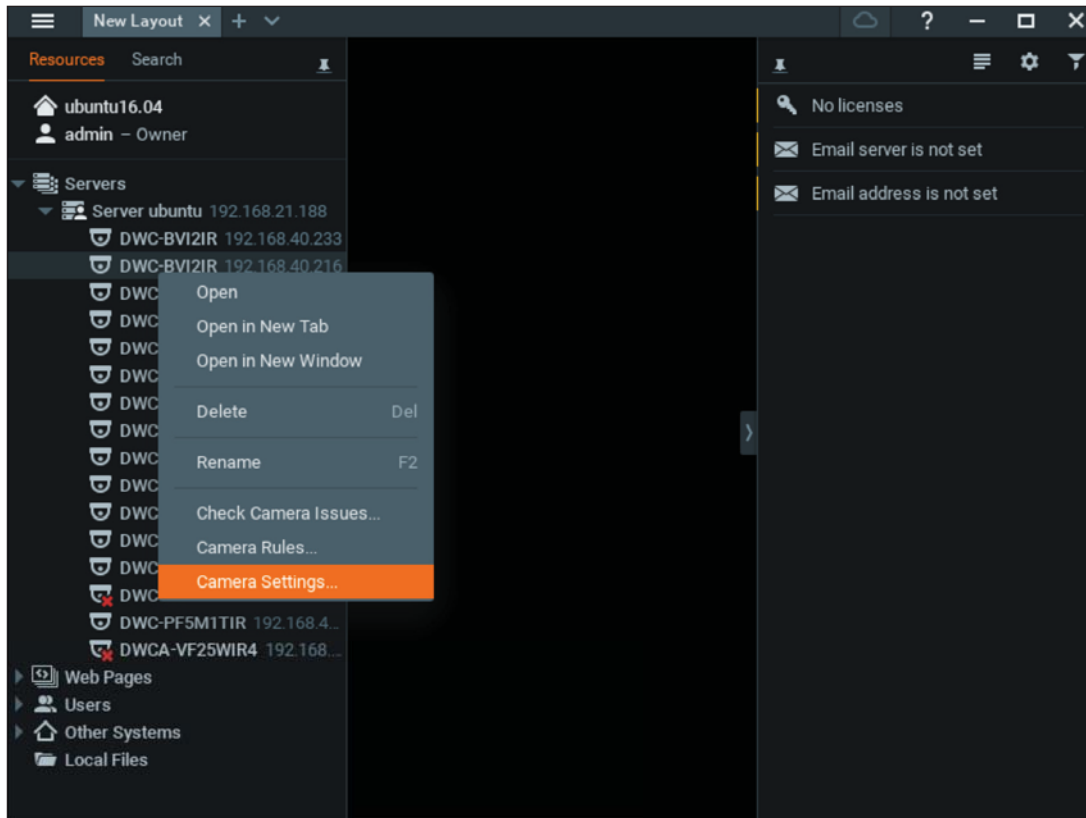 New Layout
?
Resources Search
ubuntu16.04
admin – Owner
Servers
Server ubuntu 192.168.21.188
DWC-BVI2IR 192.168.40.233
DWC-BVI2IR 192.168.40.216
DWC
DWC
DWC
DWC
DWC
DWC
DWC
DWC
DWC
DWC
DWC
DWC
DWC-PF5M1TIR 192.168.4...
DWCA-VF25WIR4 192.168....
Web Pages
Users
Other Systems
Local Files
Open
Open in New Tab
Open in New Window
Delete Del
Rename F2
Check Camera Issues...
Camera Rules...
Camera Settings...
No licenses
Email server is not set
Email address is not set